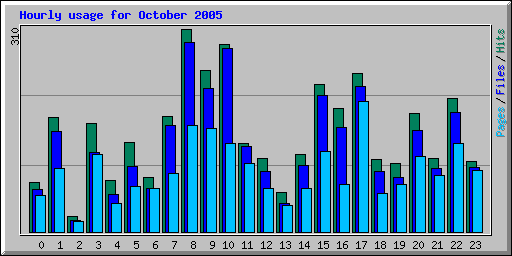 Hourly usage for October 2005
310
Pages / Files / Hits
0 1 2 3 4 5 6 7 8 9 10 11 12 13 14 15 16 17 18 19 20 21 22 23